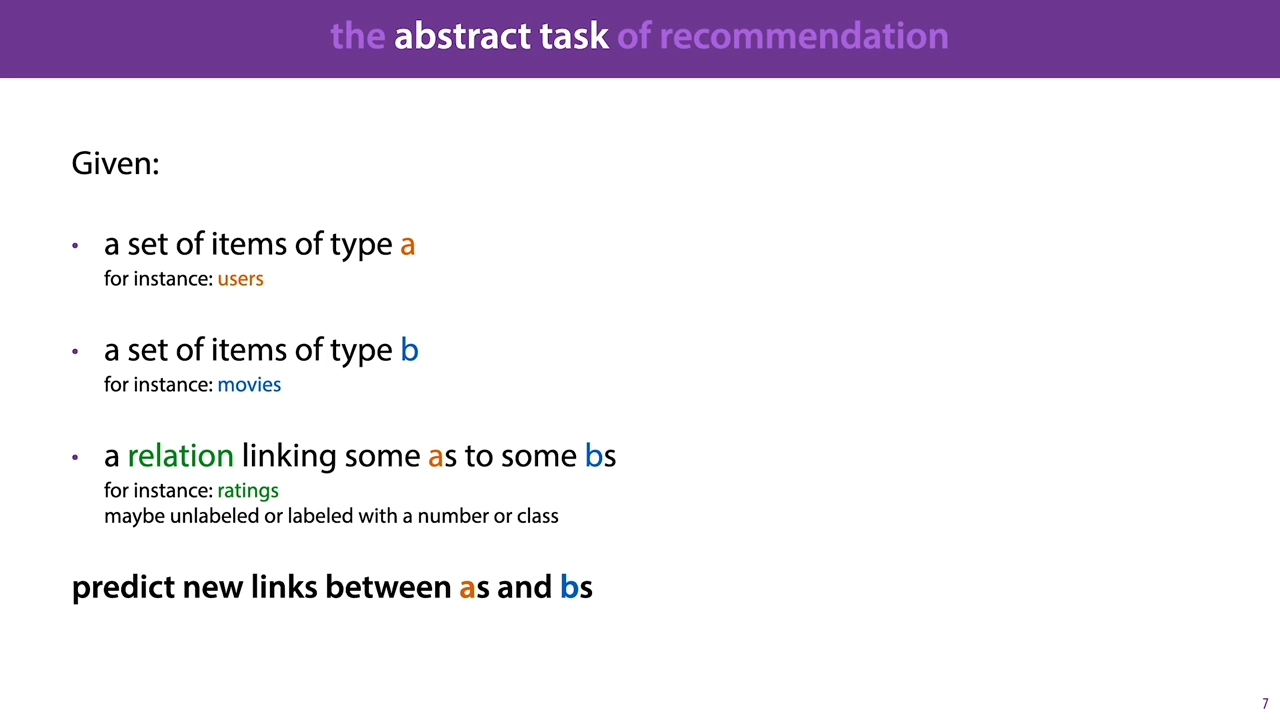 the abstract task of recommendation
Given:
• a set of items of type a
for instance: users
• a set of items of type b
for instance: movies
• a relation linking some as to some bs
for instance: ratings
maybe unlabeled or labeled with a number or class
predict new links between as and bs
7